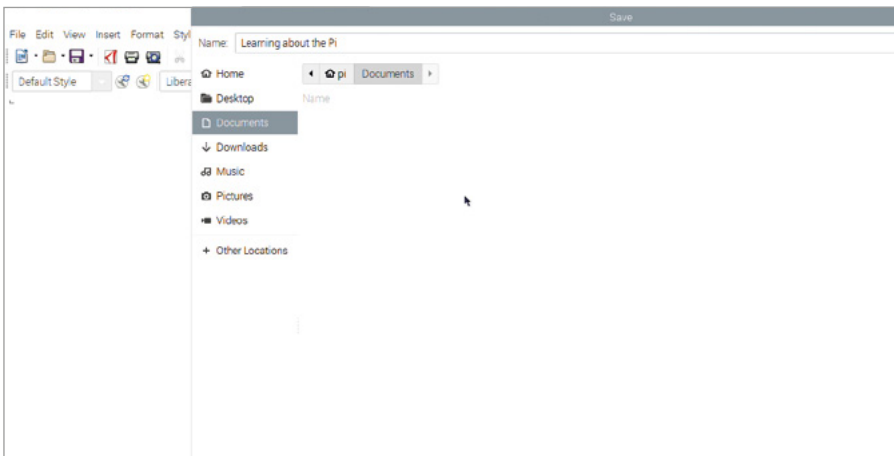 Save
File Edit View Insert Format Styl
Name: Learning about the Pi
Default Style Libera
Home
pi Documents
Desktop
Name
Documents
Downloads
Music
Pictures
Videos
+ Other Locations